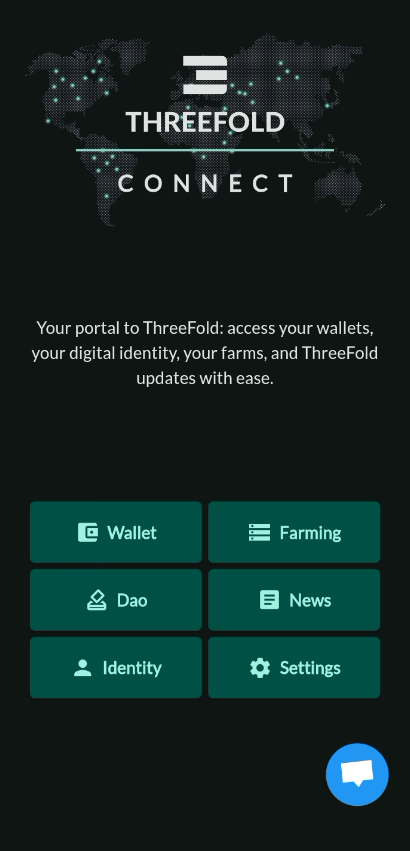 THREEFOLD
CONNECT
Your portal to ThreeFold: access your wallets,
your digital identity, your farms, and ThreeFold
updates with ease.
Wallet
Farming
Dao
News
Identity
Settings